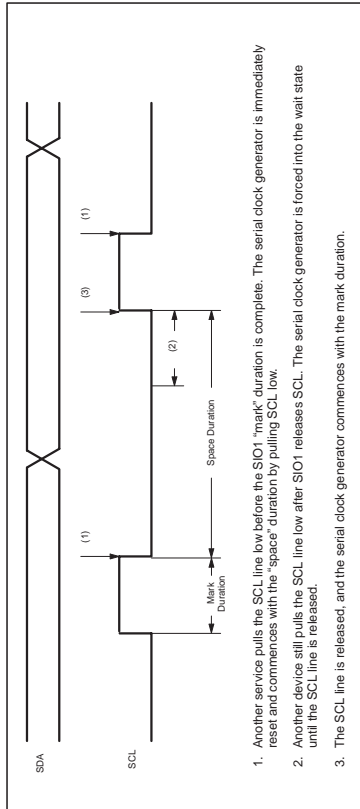 SDA
(1)
(3)
(1)
(2)
SCL
Mark
Duration
Space Duration
1. Another service pulls the SCL line low before the SIO1 “mark” duration is complete. The serial clock generator is immediately
reset and commences with the “space” duration by pulling SCL low.
2. Another device still pulls the SCL line low after SIO1 releases SCL. The serial clock generator is forced into the wait state
until the SCL line is released.
3. The SCL line is released, and the serial clock generator commences with the mark duration.